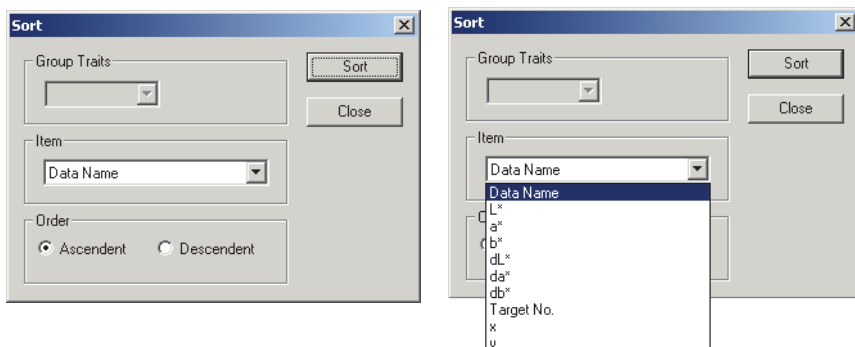 Sort
Group Traits
Sort
Close
Item
Data Name
Order
Ascendent
Descendent
Sort
Group Traits
Sort
Close
Item
Data Name
Data Name
L*
a*
b*
dL*
da*
db*
Target No.
x